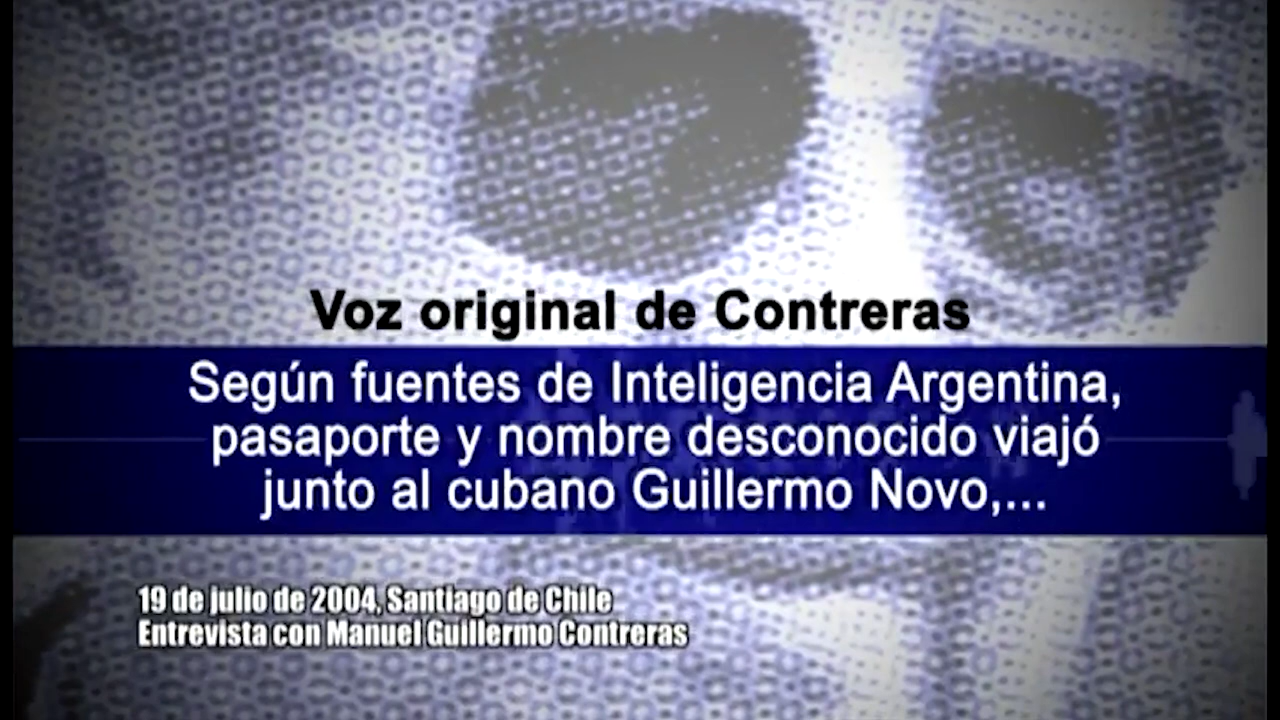 Voz original de Contreras
Según fuentes de Inteligencia Argentina,
pasaporte y nombre desconocido viajó
junto al cubano Guillermo Novo,...
19 de julio de 2004, Santiago de Chile
Entrevista con Manuel Guillermo Contreras